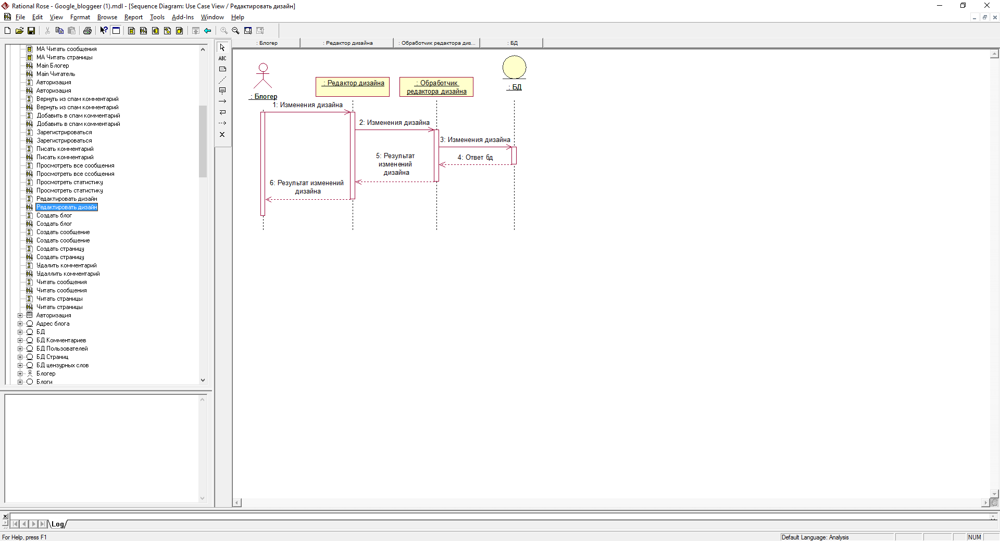 Rational Rose - Google_bloggeer (1).mdl - [Sequence Diagram: Use Case View / Редактировать дизайн]
File Edit View Format Browse Report Tools Add-Ins Window Help
: Блогер : Редактор дизайна : Обработчик редактора диз... : БД
МА Читать сообщения
МА Читать страницы
Main Блогер
Main Читатель
Авторизация
Авторизация
Вернуть из спам комментарий
Вернуть из спам комментарий
Добавить в спам комментарий
Добавить в спам комментарий
Зарегистрироваться
Зарегистрироваться
Писать комментарий
Писать комментарий
Просмотреть все сообщения
Просмотреть все ссобщения
Просмотреть статистику
Просмотреть статистику
Редактировать дизайн
Редактировать дизайн
Создать блог
Создать блог
Создать сообщение
Создать сообщение
Создать страницу
Создать страницу
Удалить комментарий
Удаллить комментарий
Читать сообщения
Читать сообщения
Читать страницы
Читать страницы
Авторизация
Адрес блога
БД
БД Комментариев
БД Пользователей
БД Страниц
БД цензурных слов
Блогер
Блоги
ABC
: Блогер
: Редактор дизайна
: Обработчик
редактора дизайна
: БД
1: Изменения дизайна
2: Изменения дизайна
3: Изменения дизайна
4: Ответ бд
5: Результат
изменений
дизайна
6: Результат изменений
дизайна
Log
For Help, press F1
Default Language: Analysis
NUM